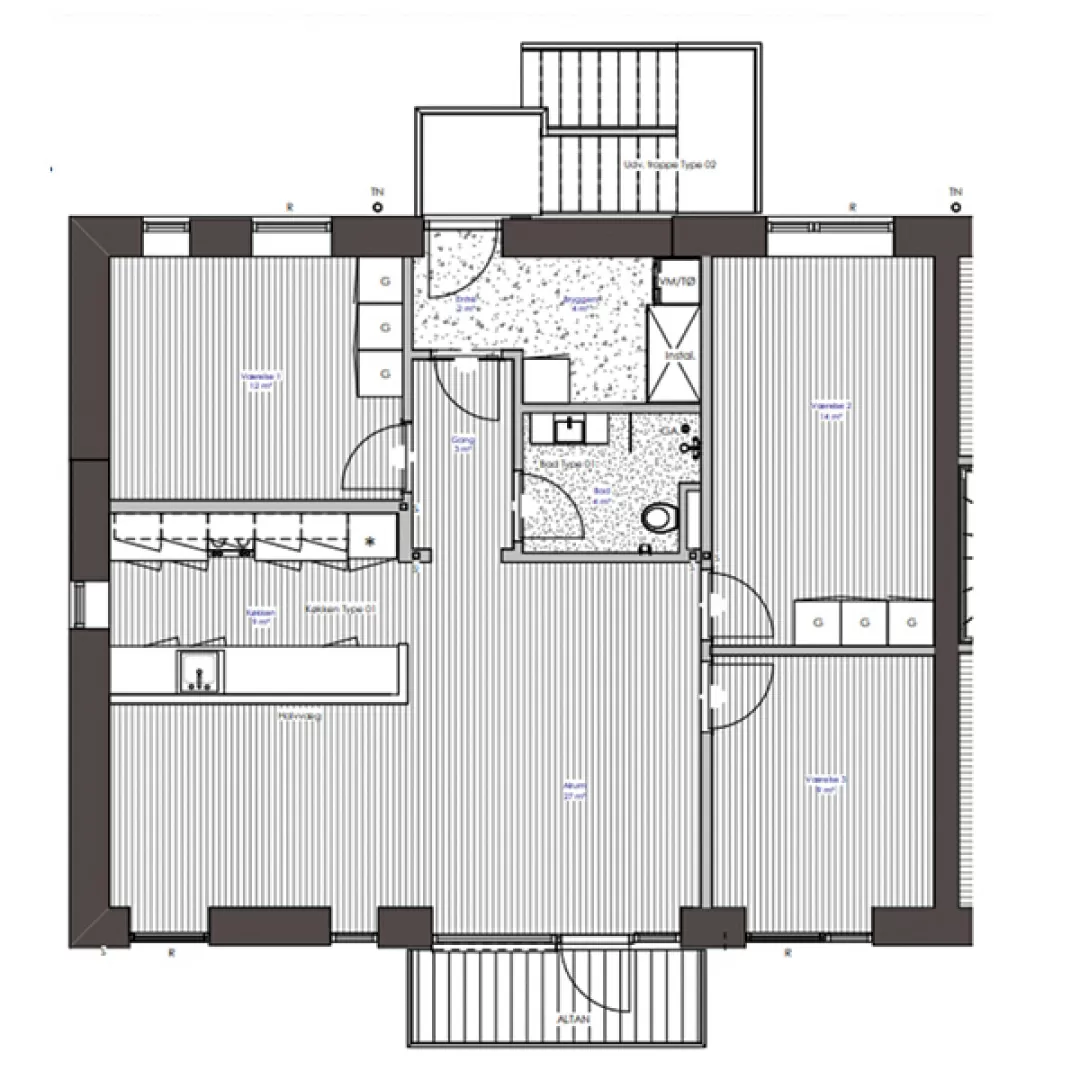 Udv. trappe Type 02
TN
TN
R
R
G
G
G
Entre
2 m²
Bryggers
4 m²
VM/TØ
Instal.
Værelse 1
12 m²
Værelse 2
14 m²
Gang
3 m²
GA
Bad Type 01
Bad
4 m²
S
S
*
S
S
Køkken
9 m²
Køkken Type 01
G
G
G
Halvvæg
Alrum
27 m²
Værelse 3
9 m²
S
R
R
ALTAN